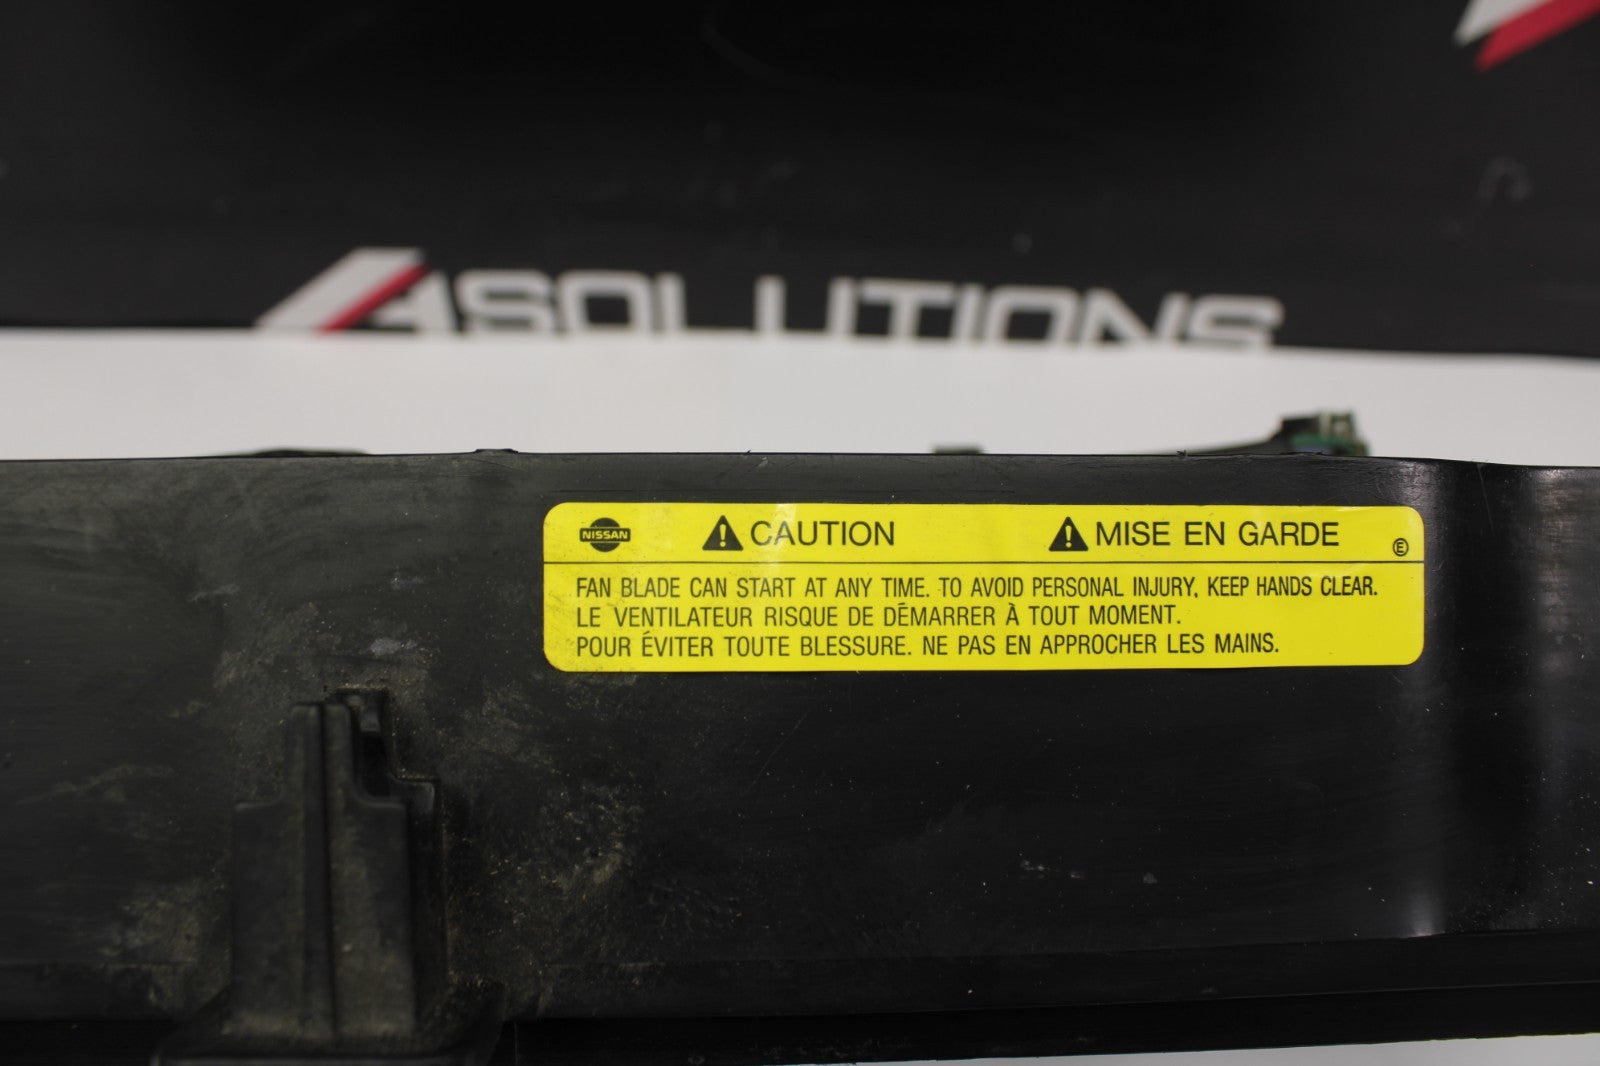 ASOLUTIONS
NISSAN
CAUTION
MISE EN GARDE
E
FAN BLADE CAN START AT ANY TIME. TO AVOID PERSONAL INJURY, KEEP HANDS CLEAR.
LE VENTILATEUR RISQUE DE DÉMARRER À TOUT MOMENT.
POUR ÉVITER TOUTE BLESSURE. NE PAS EN APPROCHER LES MAINS.